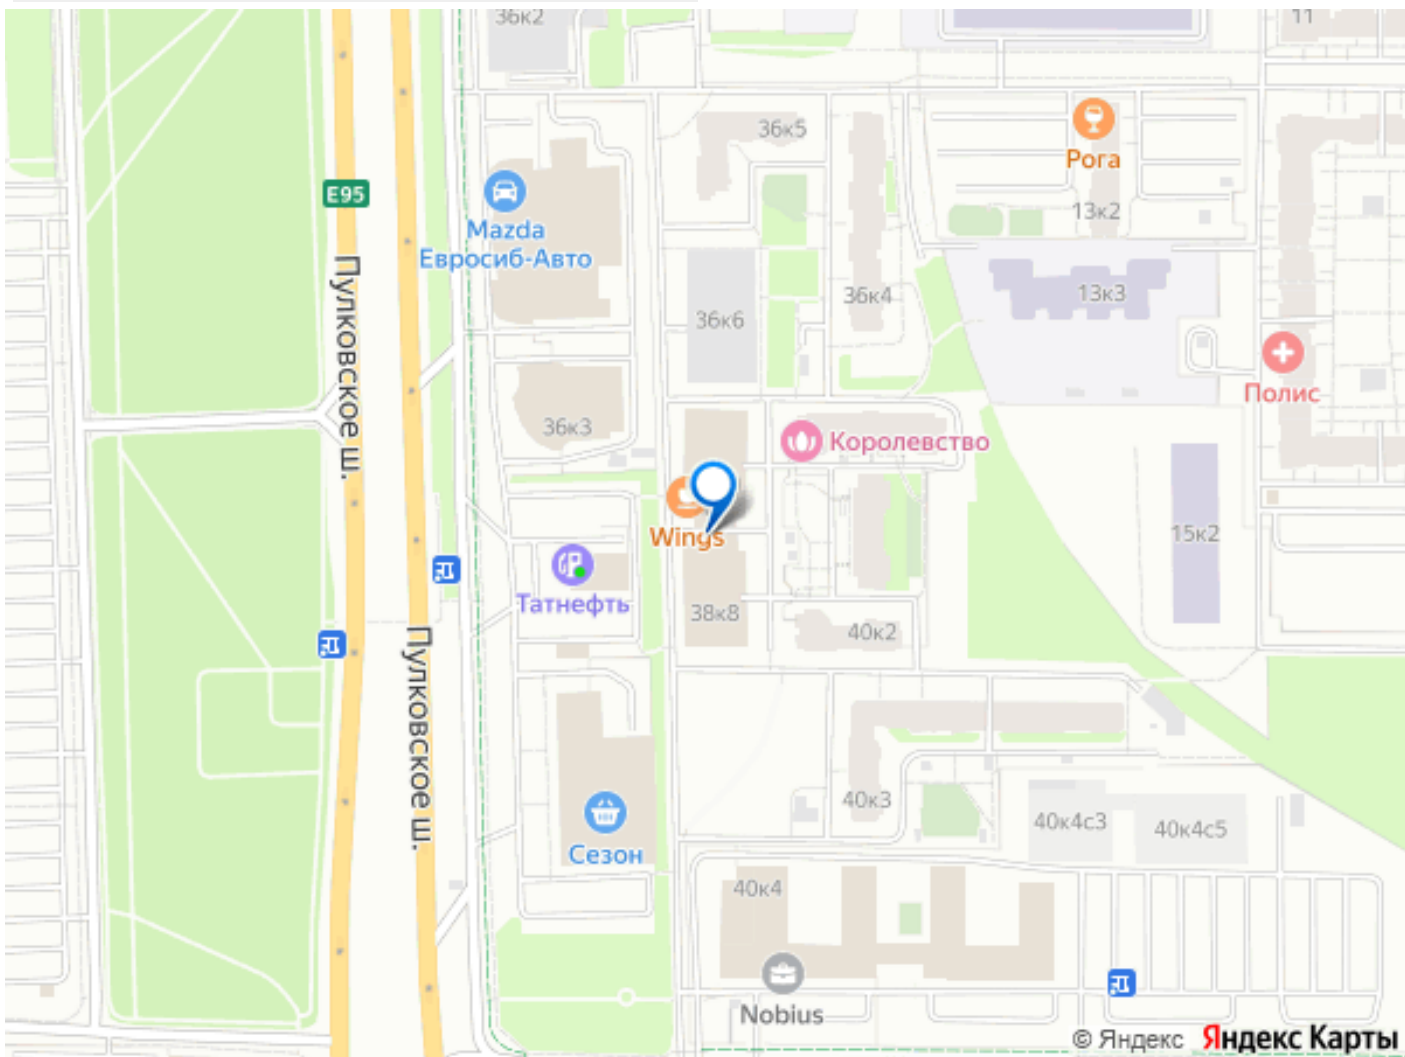 36к2
11
36к5
Рога
E95
13к2
Mazda
Евросиб-Авто
Пулковское ш.
36к4
13к3
36к6
Полис
36к3
Королевство
Wings
15к2
Татнефть
38к8
40к2
Пулковское ш.
40к3
40к4с3
40к4с5
Сезон
40к4
Nobius
© Яндекс Яндекс Карты